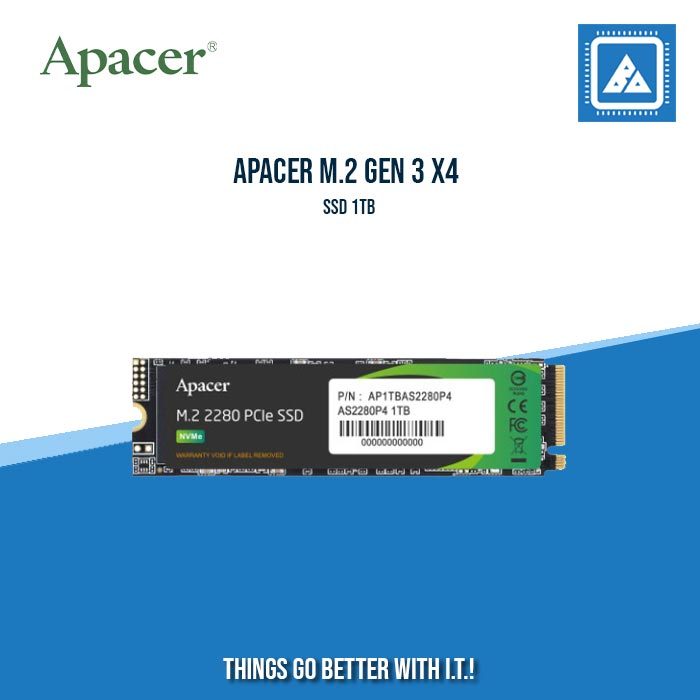 Apacer®
APACER M.2 GEN 3 X4
SSD 1TB
Apacer
M.2 2280 PCIe SSD
NVMe
WARRANTY VOID IF LABEL REMOVED
P/N : AP1TBAS2280P4
AS2280P4 1TB
000000000000
CE
THINGS GO BETTER WITH I.T.!